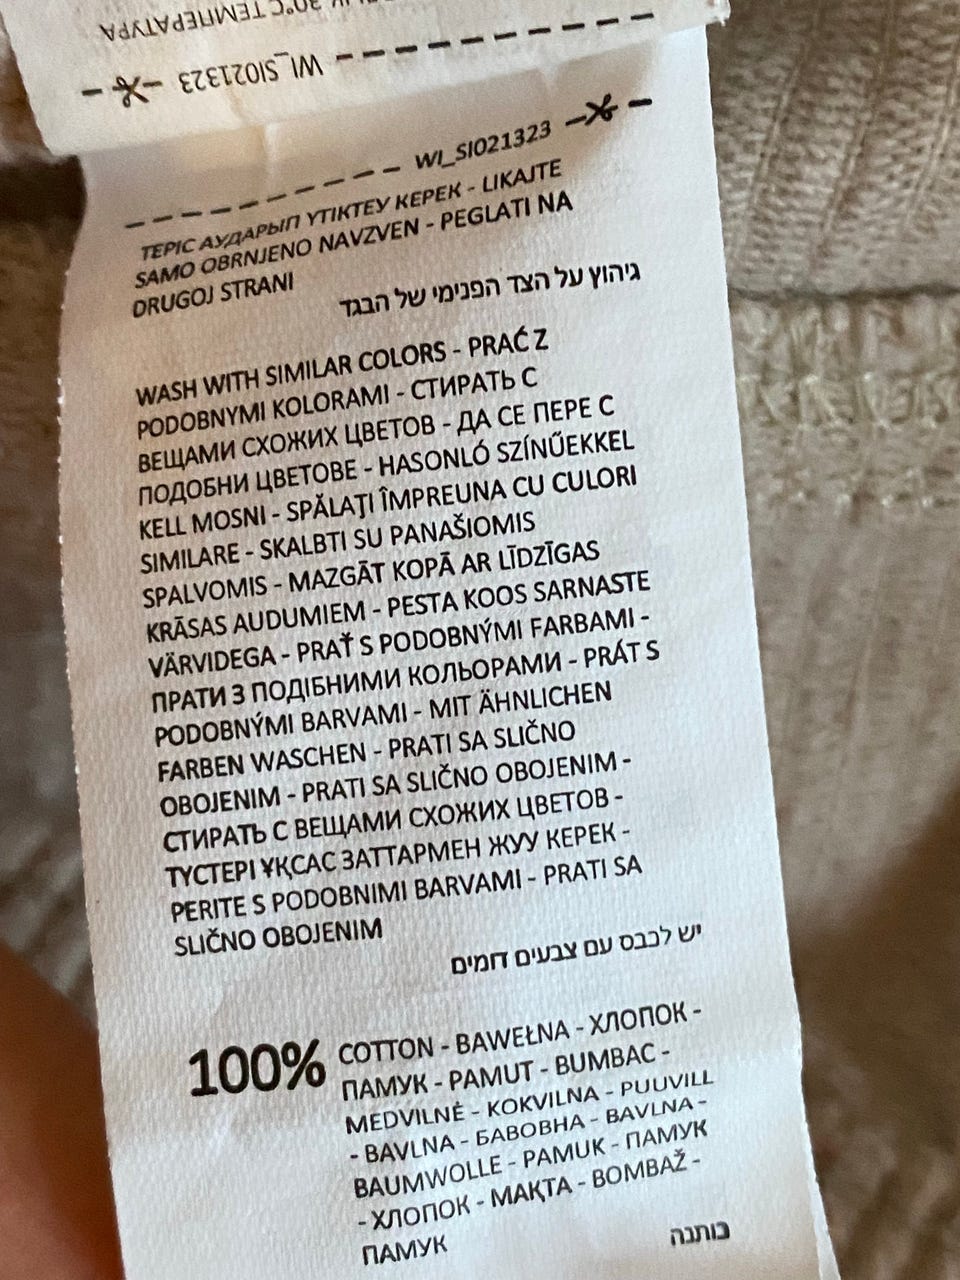 30°C ТЕМПЕРАТУРА
WI_SI021323
WI_SI021323
ТЕРІС АУДАРЫП ҮТІКТЕУ КЕРЕК - LIKAJTE
SAMO OBRNJENO NAVZVEN - PEGLATI NA
DRUGOJ STRANI
גיהוץ על הצד הפנימי של הבגד
WASH WITH SIMILAR COLORS - PRAĆ Z
PODOBNYMI KOLORAMI - СТИРАТЬ С
ВЕЩАМИ СХОЖИХ ЦВЕТОВ - ДА СЕ ПЕРЕ С
ПОДОБНИ ЦВЕТОВЕ - HASONLÓ SZÍNŰEKKEL
KELL MOSNI - SPĂLAȚI ÎMPREUNA CU CULORI
SIMILARE - SKALBTI SU PANAŠIOMIS
SPALVOMIS - MAZGĀT KOPĀ AR LĪDZĪGAS
KRĀSAS AUDUMIEM - PESTA KOOS SARNASTE
VÄRVIDEGA - PRAŤ S PODOBNÝMI FARBAMI -
ПРАТИ З ПОДІБНИМИ КОЛЬОРАМИ - PRÁT S
PODOBNÝMI BARVAMI - MIT ÄHNLICHEN
FARBEN WASCHEN - PRATI SA SLIČNO
OBOJENIM - PRATI SA SLIČNO OBOJENIM -
СТИРАТЬ С ВЕЩАМИ СХОЖИХ ЦВЕТОВ -
ТҮСТЕРІ ҰҚСАС ЗАТТАРМЕН ЖУУ КЕРЕК -
PERITE S PODOBNIMI BARVAMI - PRATI SA
SLIČNO OBOJENIM
יש לכבס עם צבעים דומים
100% COTTON - BAWEŁNA - ХЛОПОК -
ПАМУК - PAMUT - BUMBAC -
MEDVILNĖ - KOKVILNA - PUUVILL
- BAVLNA - БАВОВНА - BAVLNA -
BAUMWOLLE - PAMUK - ПАМУК
- ХЛОПОК - МАҚТА - BOMBAŽ -
ПАМУК
כותנה